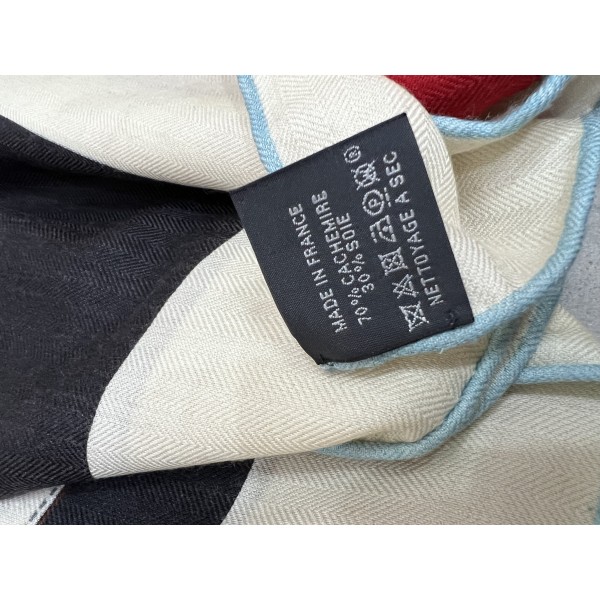 MADE IN FRANCE
70% CACHEMIRE
30% SOIE
NETTOYAGE A SEC